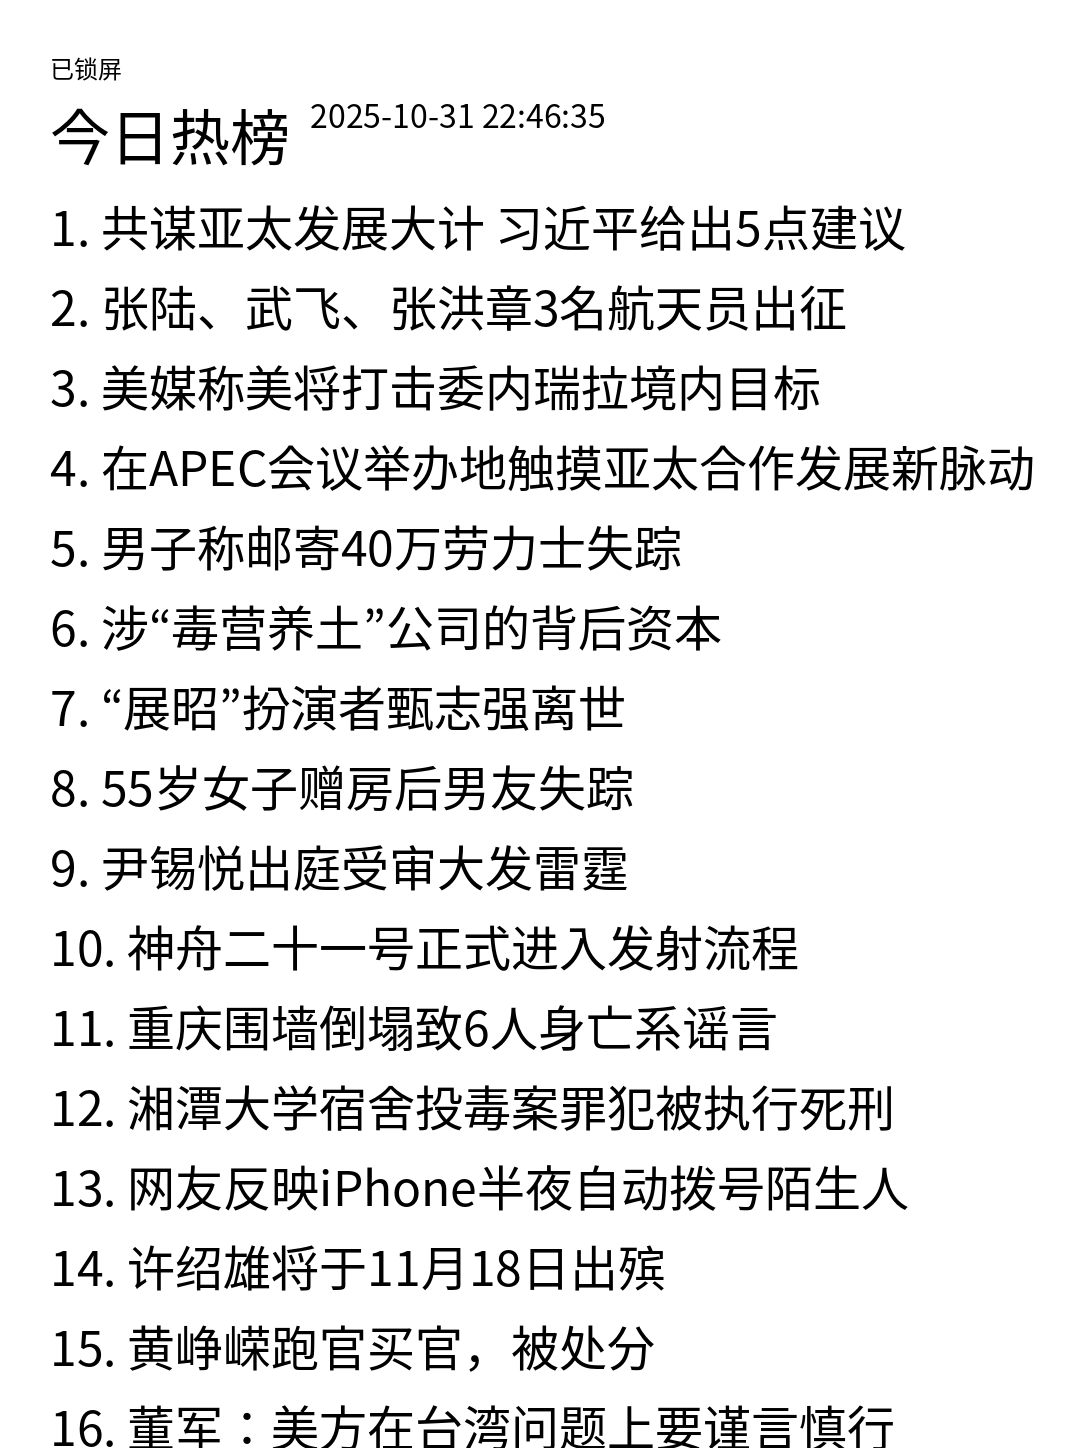 已锁屏
今日热榜 2025-10-31 22:46:35
1. 共谋亚太发展大计 习近平给出5点建议
2. 张陆、武飞、张洪章3名航天员出征
3. 美媒称美将打击委内瑞拉境内目标
4. 在APEC会议举办地触摸亚太合作发展新脉动
5. 男子称邮寄40万劳力士失踪
6. 涉“毒营养土”公司的背后资本
7. “展昭”扮演者甄志强离世
8. 55岁女子赠房后男友失踪
9. 尹锡悦出庭受审大发雷霆
10. 神舟二十一号正式进入发射流程
11. 重庆围墙倒塌致6人身亡系谣言
12. 湘潭大学宿舍投毒案罪犯被执行死刑
13. 网友反映iPhone半夜自动拨号陌生人
14. 许绍雄将于11月18日出殡
15. 黄峥嵘跑官买官，被处分
16. 董军：美方在台湾问题上要谨言慎行